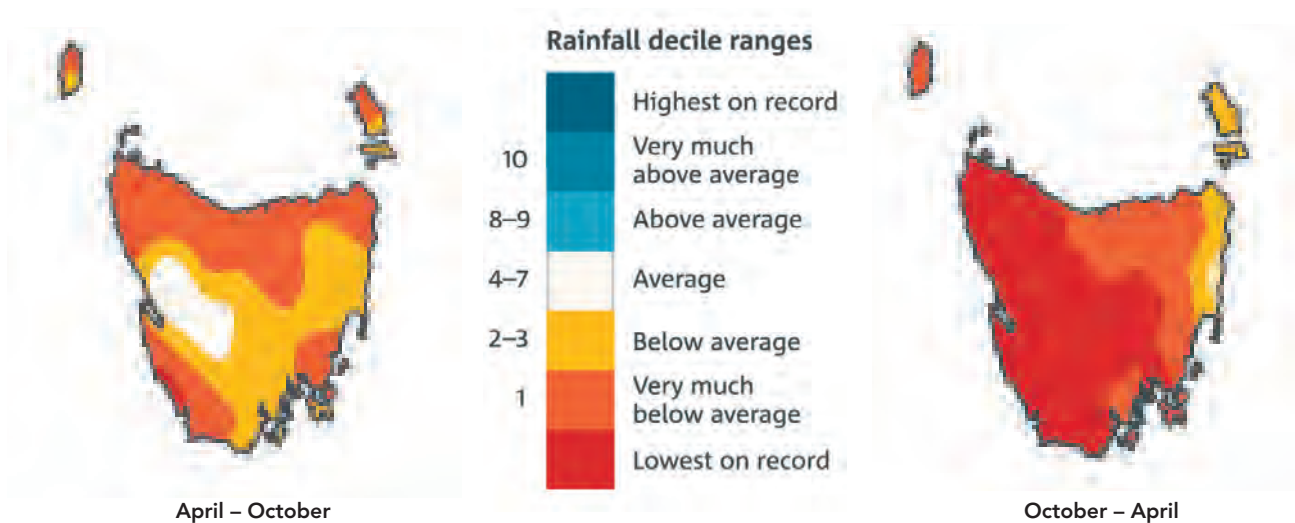 Rainfall decile ranges
Highest on record
10
Very much
above average
8–9
Above average
4–7
Average
2–3
Below average
1
Very much
below average
Lowest on record
April – October
October – April